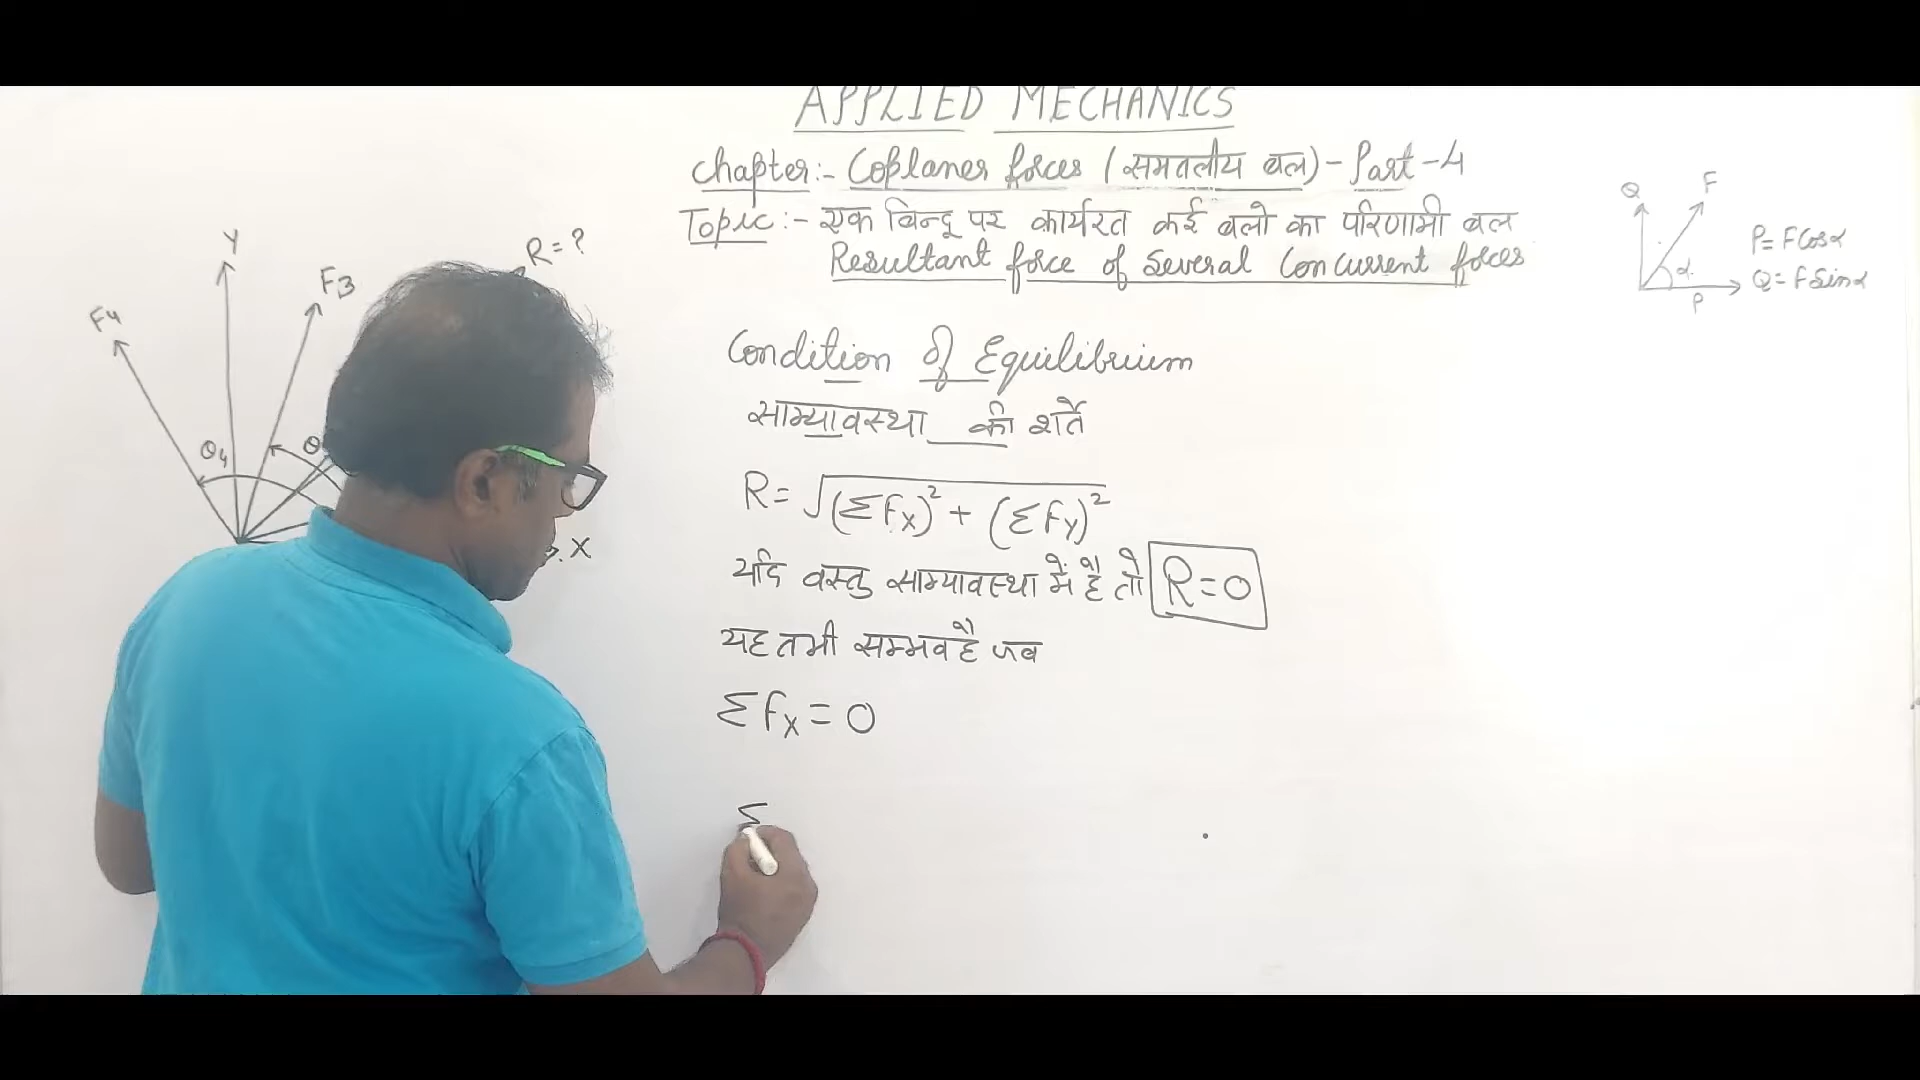 APPLIED MECHANICS
Chapter:- Coplaner forces (समतलीय बल) - Part-4
Topic:- एक बिन्दू पर कार्यरत कई बलो का परिणामी बल
Resultant force of Several Concurrent forces
Q
F
α
P
P=Fcosα
Q=Fsinα
Y
F3
R=?
F4
θ4
θ
X
Condition of Equilibrium
साम्यावस्था की शर्ते
R=√(Σfx)²+(Σfy)²
यदि वस्तु साम्यावस्था में है तो R=0
यह तभी सम्भव है जब
Σfx=0
Σ